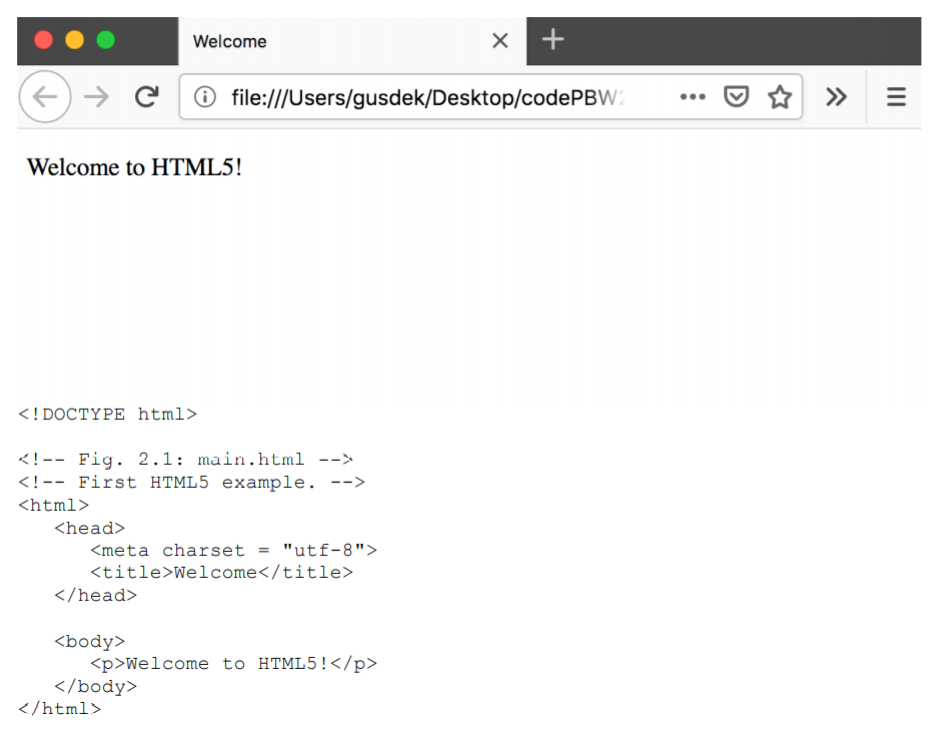 Welcome
file:///Users/gusdek/Desktop/codePBW
Welcome to HTML5!
<!DOCTYPE html>
<!-- Fig. 2.1: main.html -->
<!-- First HTML5 example. -->
<html>
<head>
<meta charset = "utf-8">
<title>Welcome</title>
</head>
<body>
<p>Welcome to HTML5!</p>
</body>
</html>